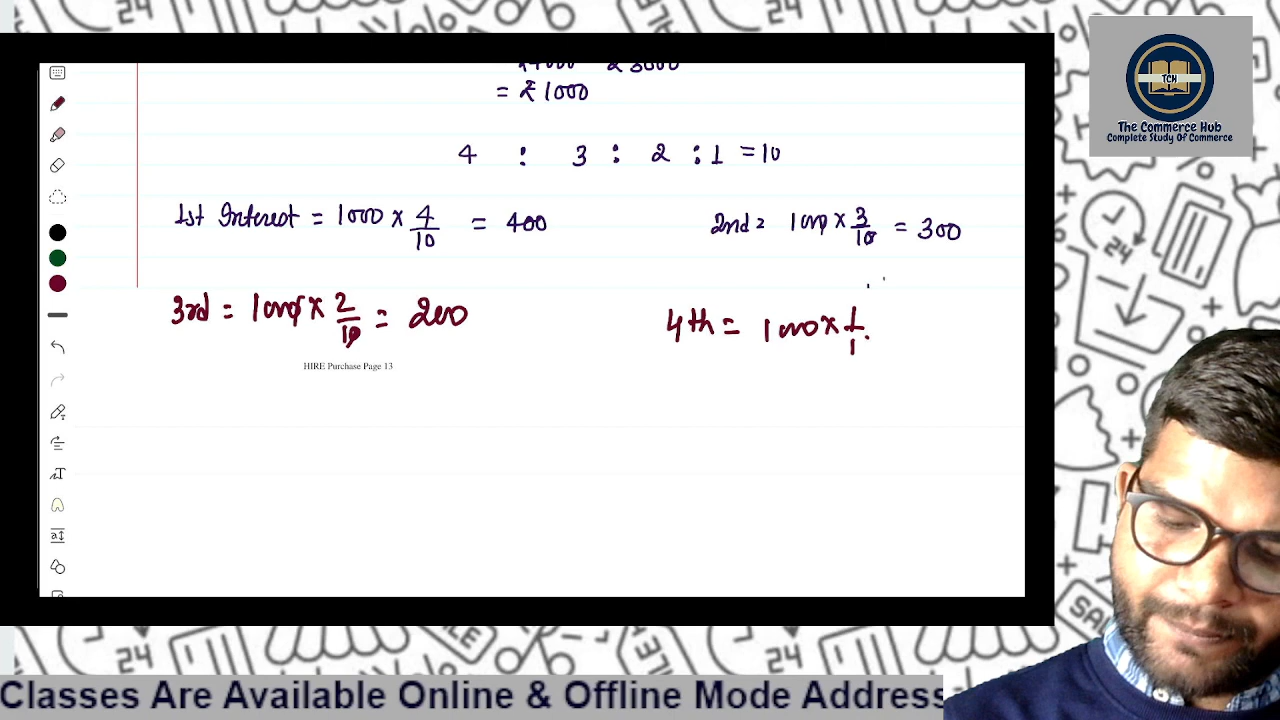 = ₹ 1000
4 : 3 : 2 : 1 = 10
1st Interest = 1000 × 4/10 = 400
2nd = 1000 × 3/10 = 300
3rd = 1000 × 2/10 = 200
4th = 1000 × 1/1
HIRE Purchase Page 13
TCH
The Commerce Hub
Complete Study Of Commerce
Classes Are Available Online & Offline Mode Address:-